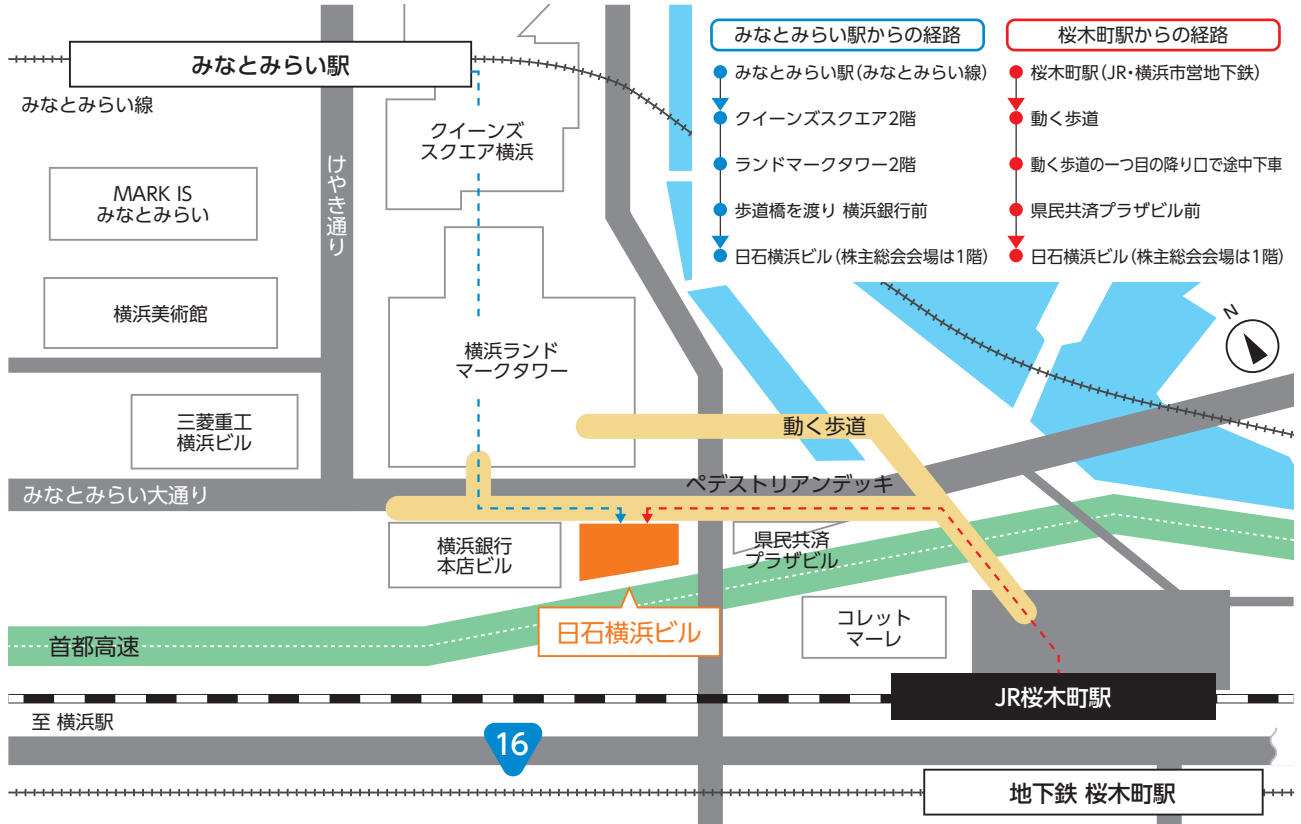 みなとみらい駅からの経路
みなとみらい駅(みなとみらい線)
クイーンズスクエア2階
ランドマークタワー2階
歩道橋を渡り 横浜銀行前
日石横浜ビル(株主総会会場は1階)
桜木町駅からの経路
桜木町駅(JR・横浜市営地下鉄)
動く歩道
動く歩道の一つ目の降り口で途中下車
県民共済プラザビル前
日石横浜ビル(株主総会会場は1階)
みなとみらい駅
みなとみらい線
クイーンズ
スクエア横浜
けやき通り
MARK IS
みなとみらい
横浜美術館
N
横浜ランド
マークタワー
三菱重工
横浜ビル
動く歩道
みなとみらい大通り
ペデストリアンデッキ
横浜銀行
本店ビル
県民共済
プラザビル
日石横浜ビル
コレット
マーレ
首都高速
JR桜木町駅
至 横浜駅
16
地下鉄 桜木町駅